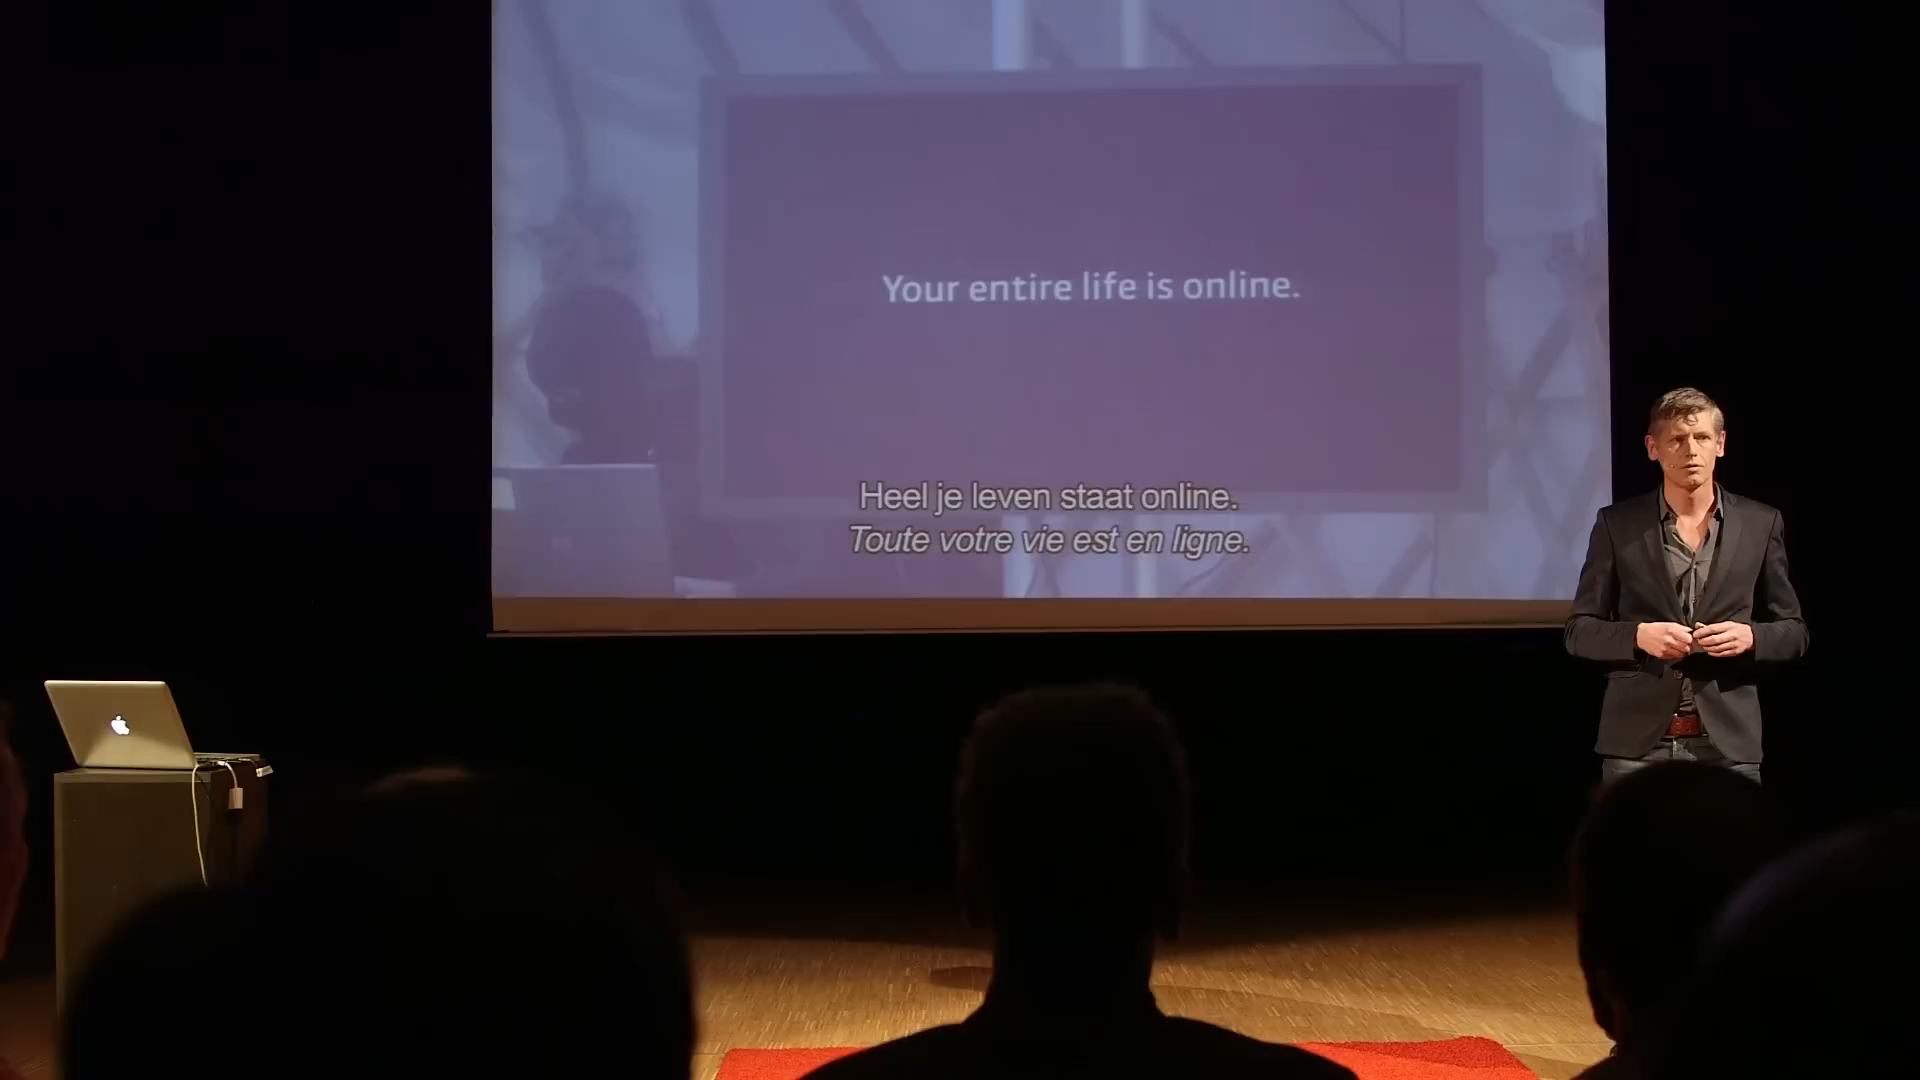 Your entire life is online.
Heel je leven staat online.
Toute votre vie est en ligne.